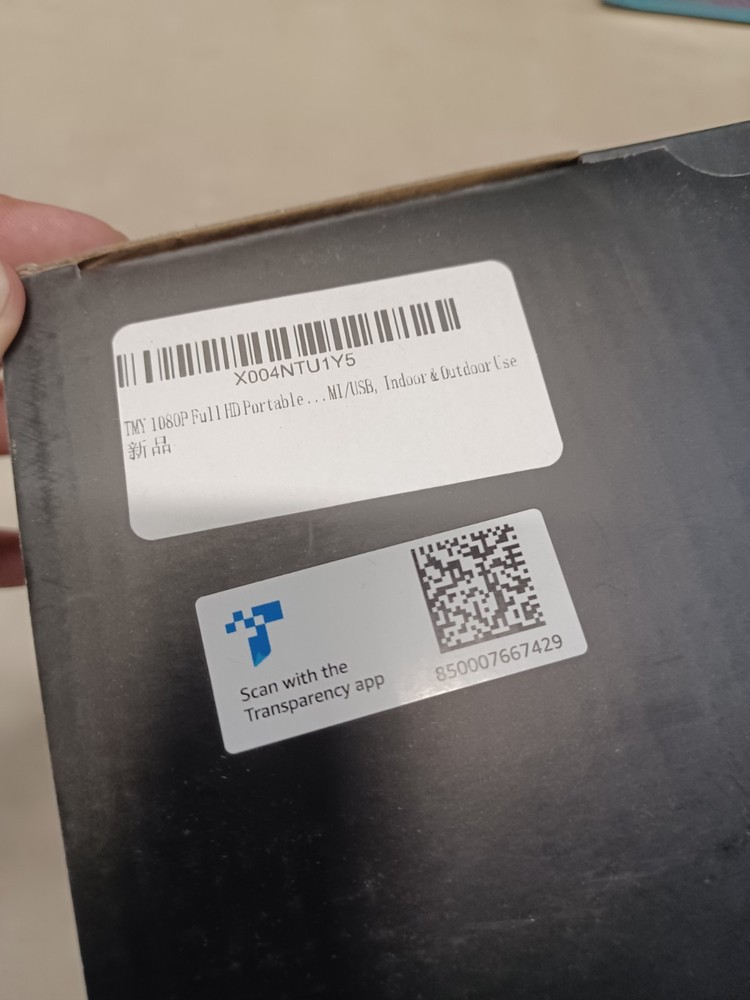 X004NTU1Y5
TMY 1080P Full HD Portable...MI/USB, Indoor & Outdoor Use
新品
Scan with the
Transparency app
850007667429